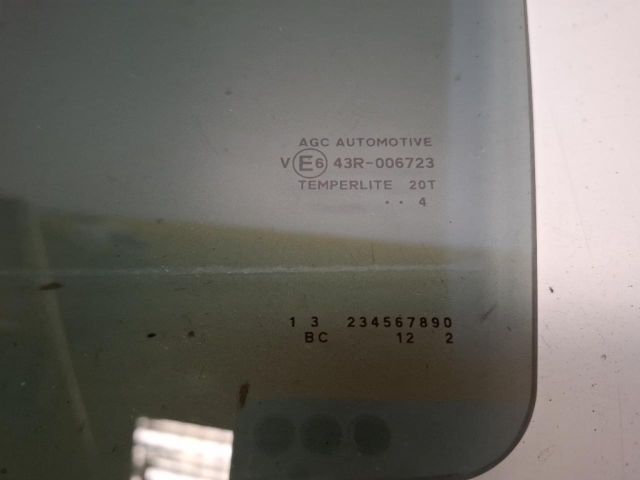 AGC AUTOMOTIVE
V E6 43R-006723
TEMPERLITE 20T
. . 4
1 3 234567890
BC 12 2